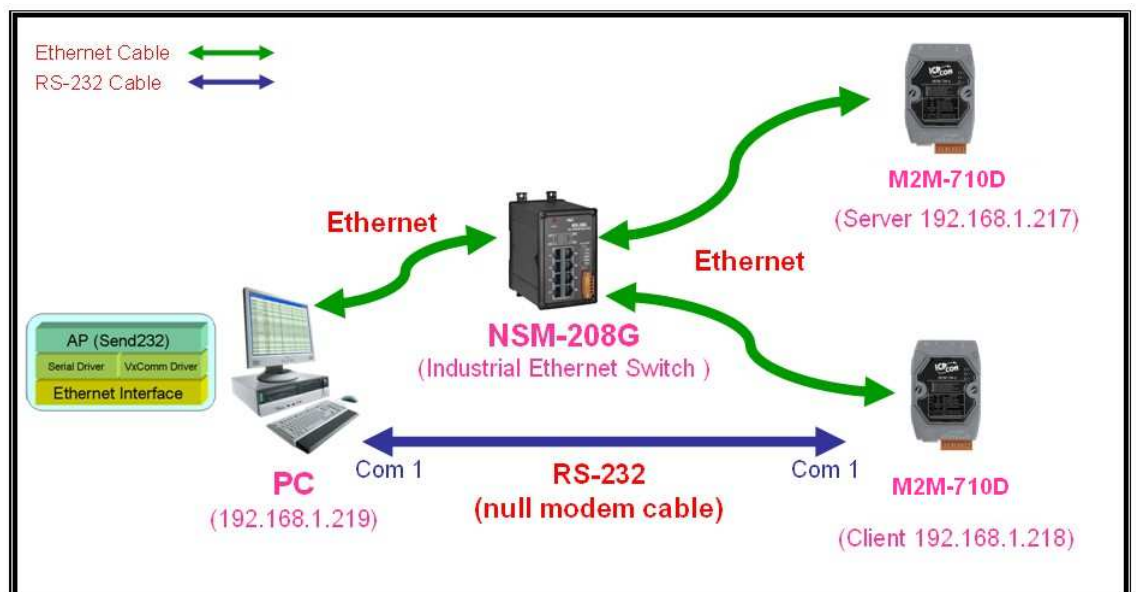 Ethernet Cable
RS-232 Cable
M2M-710D
(Server 192.168.1.217)
Ethernet
Ethernet
NSM-208G
(Industrial Ethernet Switch )
AP (Send232)
Serial Driver VxComm Driver
Ethernet Interface
Com 1
Com 1
RS-232
(null modem cable)
PC
(192.168.1.219)
M2M-710D
(Client 192.168.1.218)